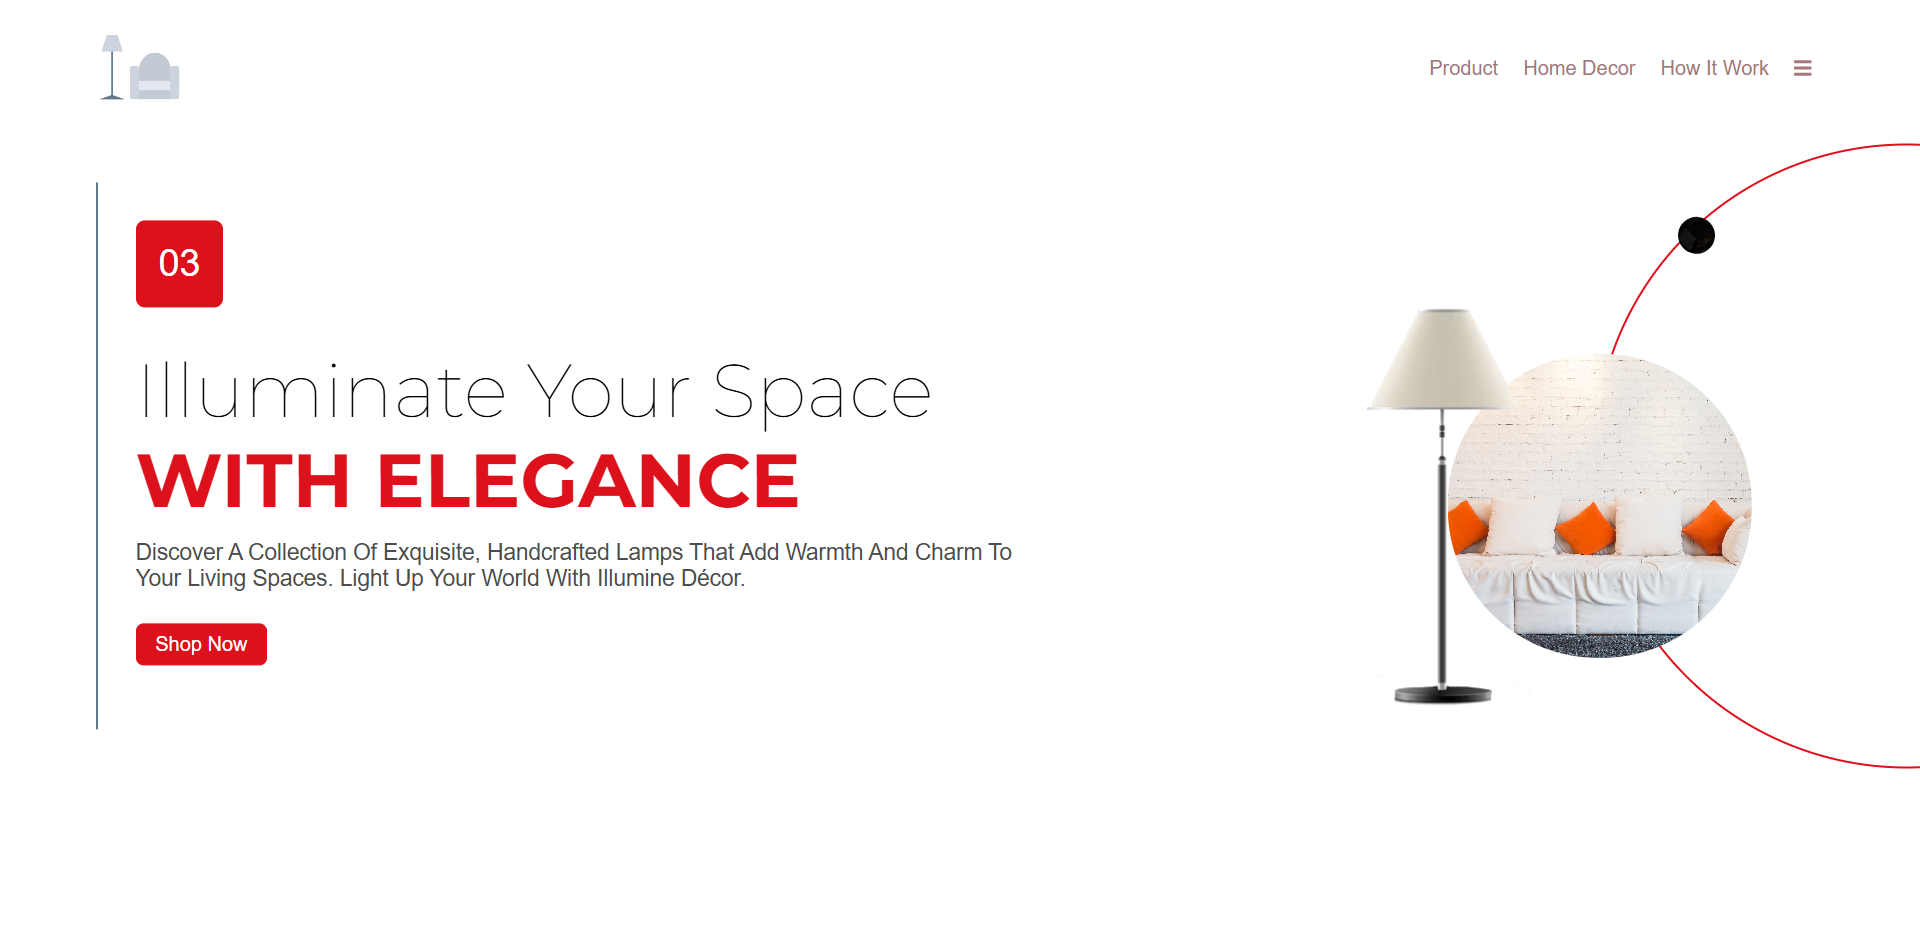 Product Home Decor How It Work
03
Illuminate Your Space
WITH ELEGANCE
Discover A Collection Of Exquisite, Handcrafted Lamps That Add Warmth And Charm To
Your Living Spaces. Light Up Your World With Illumine Décor.
Shop Now